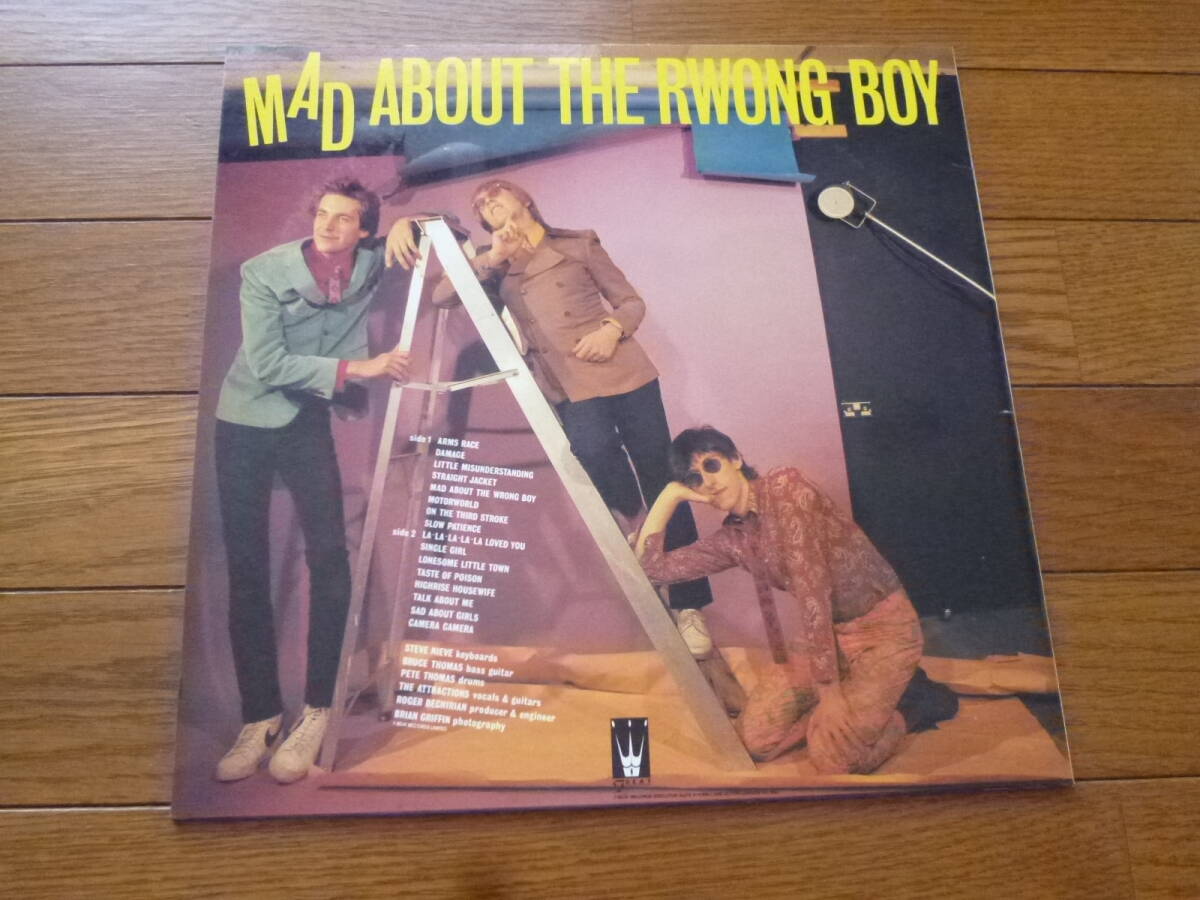 MAD ABOUT THE RWONG BOY
side 1 ARMS RACE
DAMAGE
LITTLE MISUNDERSTANDING
STRAIGHT JACKET
MAD ABOUT THE WRONG BOY
MOTORWORLD
ON THE THIRD STROKE
SLOW PATIENCE
side 2 LA-LA-LA-LA-LA LOVED YOU
SINGLE GIRL
LONESOME LITTLE TOWN
TASTE OF POISON
HIGHRISE HOUSEWIFE
TALK ABOUT ME
SAD ABOUT GIRLS
CAMERA CAMERA
STEVE NIEVE keyboards
BRUCE THOMAS bass guitar
PETE THOMAS drums
THE ATTRACTIONS vocals & guitars
ROGER BECHIRIAN producer & engineer
BRIAN GRIFFIN photography